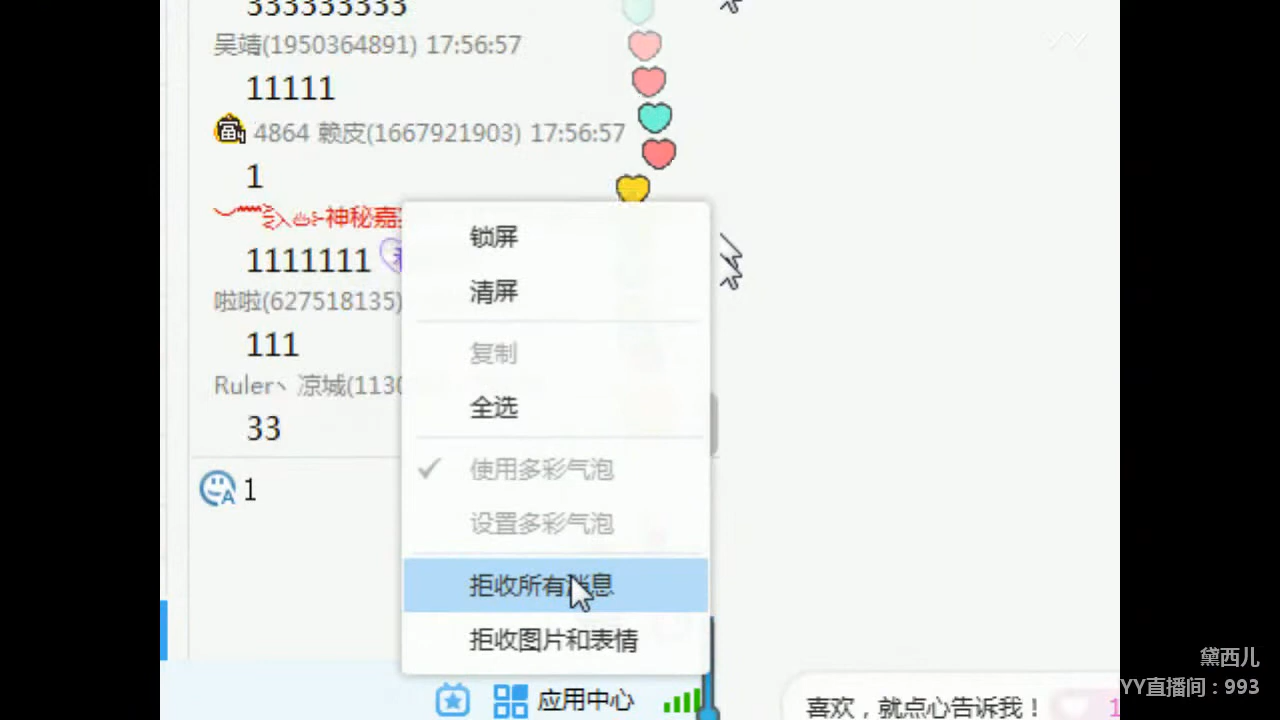 333333333
吴靖(1950364891) 17:56:57
11111
4864 赖皮(1667921903) 17:56:57
1
神秘嘉
1111111
啦啦(627518135)
111
Ruler丶 凉城(1130
33
1
锁屏
清屏
复制
全选
使用多彩气泡
设置多彩气泡
拒收所有消息
拒收图片和表情
应用中心
喜欢，就点心告诉我！
1
黛西儿
YY直播间：993